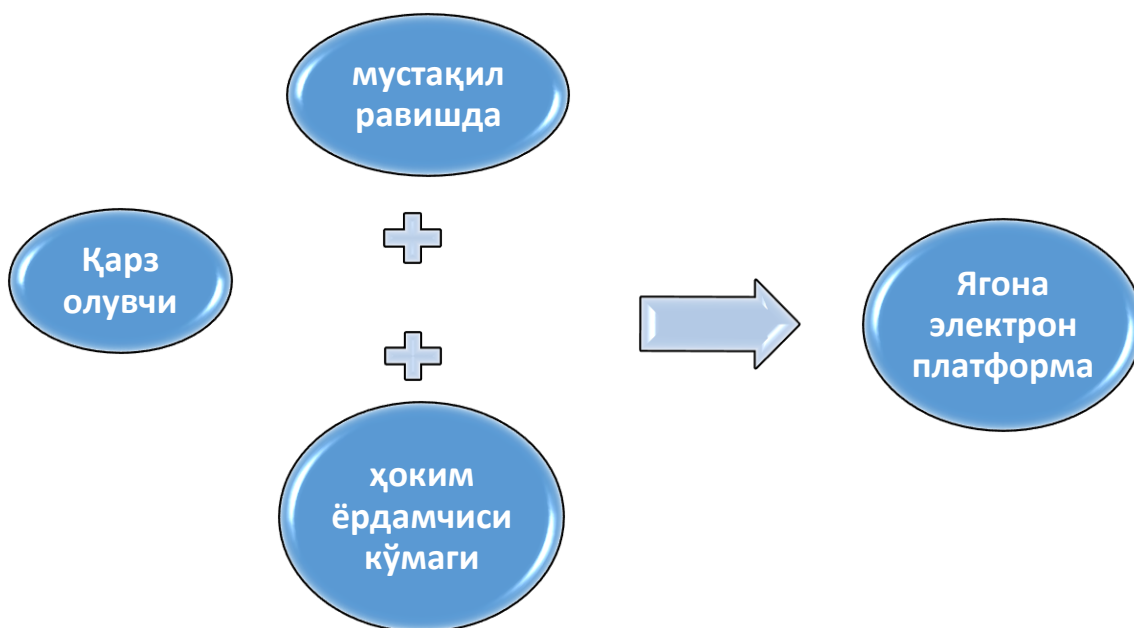 мустақил
равишда
Қарз
олувчи
Ягона
электрон
платформа
ҳоким
ёрдамчиси
кўмаги